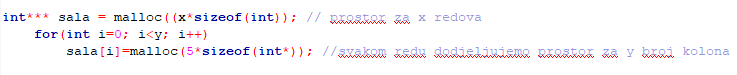 int*** sala = malloc((x*sizeof(int)); // prostor za x redova
for(int i=0; i<y; i++)
sala[i]=malloc(5*sizeof(int*)); //svakom redu dodjeljujemo prostor za y broj kolona